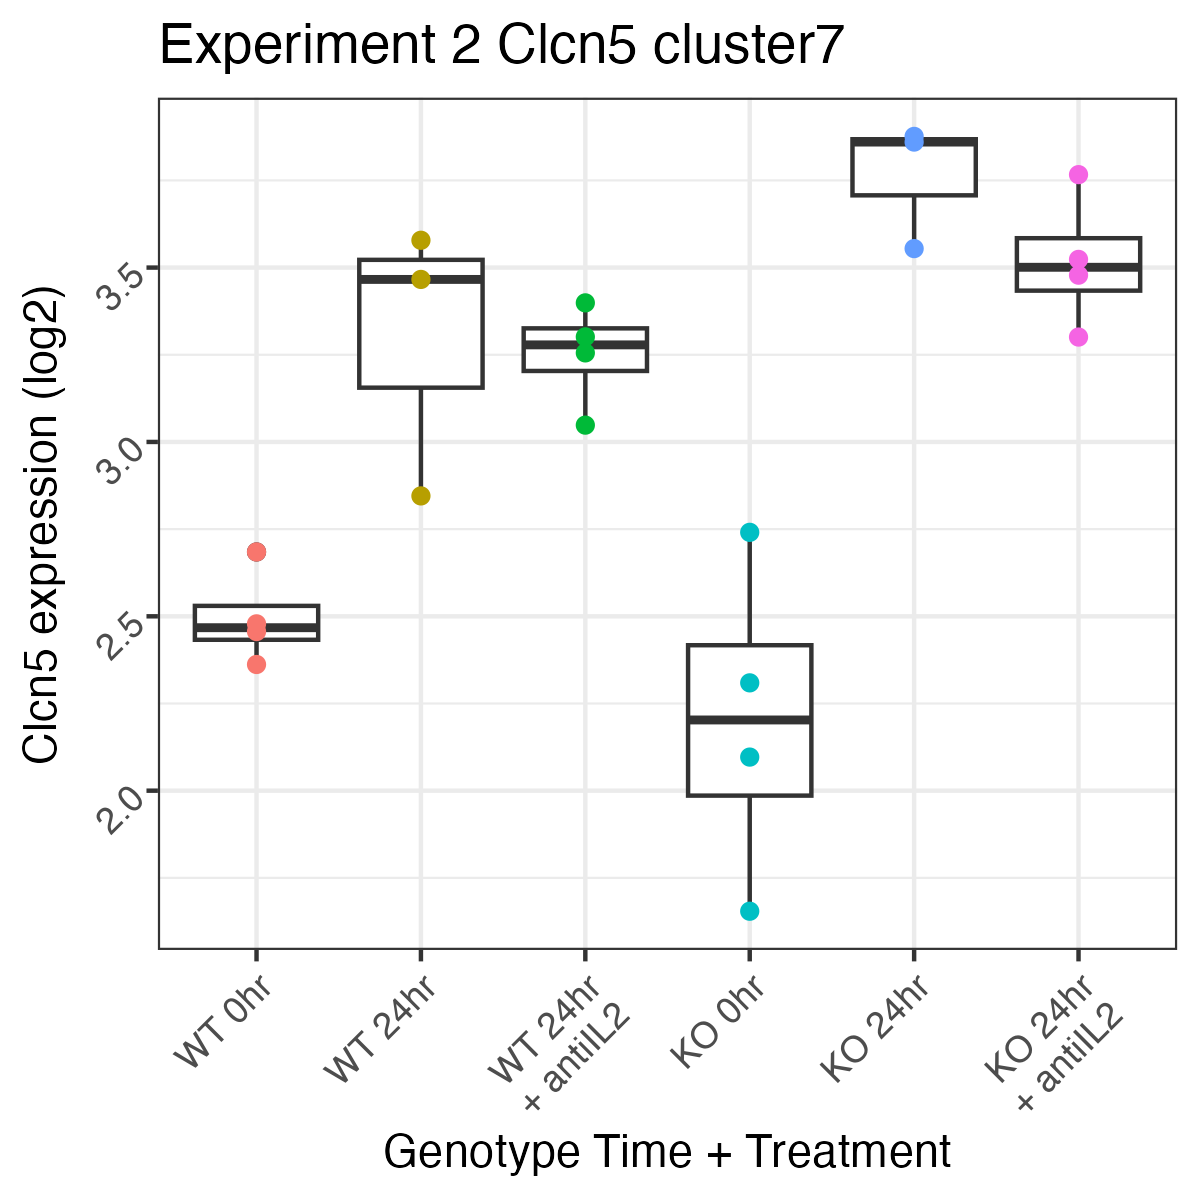 Experiment 2 Clcn5 cluster7
Clcn5 expression (log2)
3.5
3.0
2.5
2.0
WT 0hr
WT 24hr
WT 24hr
+ antiIL2
KO 0hr
KO 24hr
KO 24hr
+ antiIL2
Genotype Time + Treatment